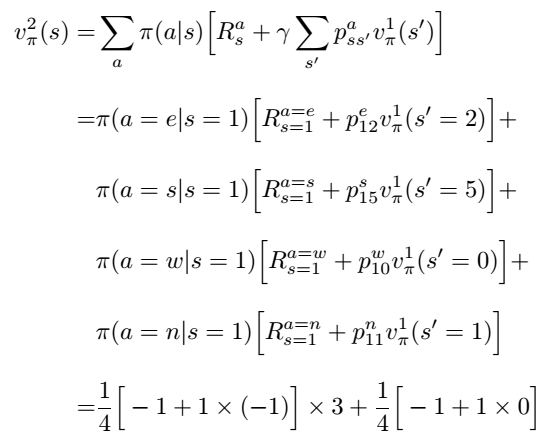 v_π^2(s) = ∑_a π(a|s)[R_s^a + γ ∑_{s'} p_{ss'}^a v_π^1(s')]
=π(a = e|s = 1)[R_{s=1}^{a=e} + p_{12}^e v_π^1(s' = 2)]+
π(a = s|s = 1)[R_{s=1}^{a=s} + p_{15}^s v_π^1(s' = 5)]+
π(a = w|s = 1)[R_{s=1}^{a=w} + p_{10}^w v_π^1(s' = 0)]+
π(a = n|s = 1)[R_{s=1}^{a=n} + p_{11}^n v_π^1(s' = 1)]
=\frac{1}{4}[ − 1 + 1 × (−1)] × 3 + \frac{1}{4}[ − 1 + 1 × 0]